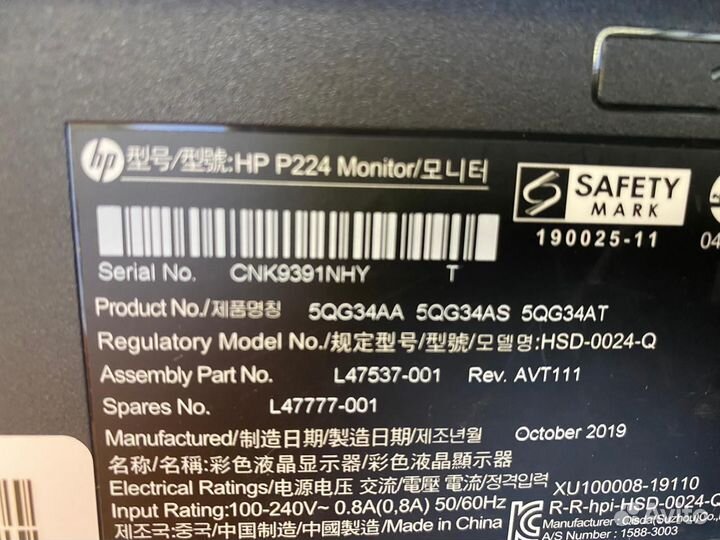 hp 型号/型號:HP P224 Monitor/모니터
SAFETY
MARK
190025-11
04
Serial No. CNK9391NHY T
Product No./제품명칭 5QG34AA 5QG34AS 5QG34AT
Regulatory Model No./规定型号/型號/모델명:HSD-0024-Q
Assembly Part No. L47537-001 Rev. AVT111
Spares No. L47777-001
Manufactured/制造日期/製造日期/제조년월 October 2019
名称/名稱:彩色液晶显示器/彩色液晶顯示器
Electrical Ratings/电源电压 交流/電壓 電流/정격입력 XU100008-19110
Input Rating:100-240V~ 0.8A(0,8A) 50/60Hz R-R-hpi-HSD-0024-Q
제조국:중국/中国制造/中國製造/Made in China
Manufacturer: Qisda(Suzhou)Co.,
A/S Number : 1588-3003
Avito